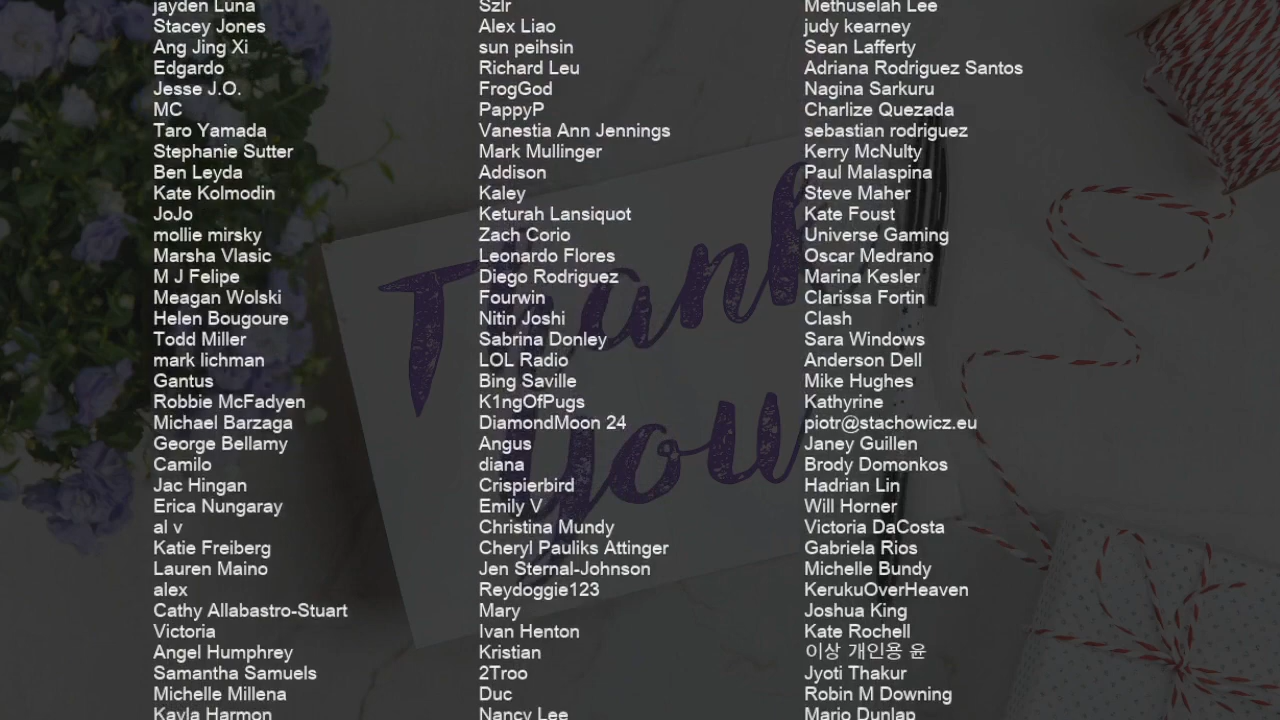 jayden Luna
Stacey Jones
Ang Jing Xi
Edgardo
Jesse J.O.
MC
Taro Yamada
Stephanie Sutter
Ben Leyda
Kate Kolmodin
JoJo
mollie mirsky
Marsha Vlasic
M J Felipe
Meagan Wolski
Helen Bougoure
Todd Miller
mark lichman
Gantus
Robbie McFadyen
Michael Barzaga
George Bellamy
Camilo
Jac Hingan
Erica Nungaray
al v
Katie Freiberg
Lauren Maino
alex
Cathy Allabastro-Stuart
Victoria
Angel Humphrey
Samantha Samuels
Michelle Millena
Kayla Harmon
Szlr
Alex Liao
sun peihsin
Richard Leu
FrogGod
PappyP
Vanestia Ann Jennings
Mark Mullinger
Addison
Kaley
Keturah Lansiquot
Zach Corio
Leonardo Flores
Diego Rodriguez
Fourwin
Nitin Joshi
Sabrina Donley
LOL Radio
Bing Saville
K1ngOfPugs
DiamondMoon 24
Angus
diana
Crispierbird
Emily V
Christina Mundy
Cheryl Pauliks Attinger
Jen Sternal-Johnson
Reydoggie123
Mary
Ivan Henton
Kristian
2Troo
Duc
Nancy Lee
Methuselah Lee
judy kearney
Sean Lafferty
Adriana Rodriguez Santos
Nagina Sarkuru
Charlize Quezada
sebastian rodriguez
Kerry McNulty
Paul Malaspina
Steve Maher
Kate Foust
Universe Gaming
Oscar Medrano
Marina Kesler
Clarissa Fortin
Clash
Sara Windows
Anderson Dell
Mike Hughes
Kathyrine
piotr@stachowicz.eu
Janey Guillen
Brody Domonkos
Hadrian Lin
Will Horner
Victoria DaCosta
Gabriela Rios
Michelle Bundy
KerukuOverHeaven
Joshua King
Kate Rochell
이상 개인용 윤
Jyoti Thakur
Robin M Downing
Mario Dunlap
Thank
you